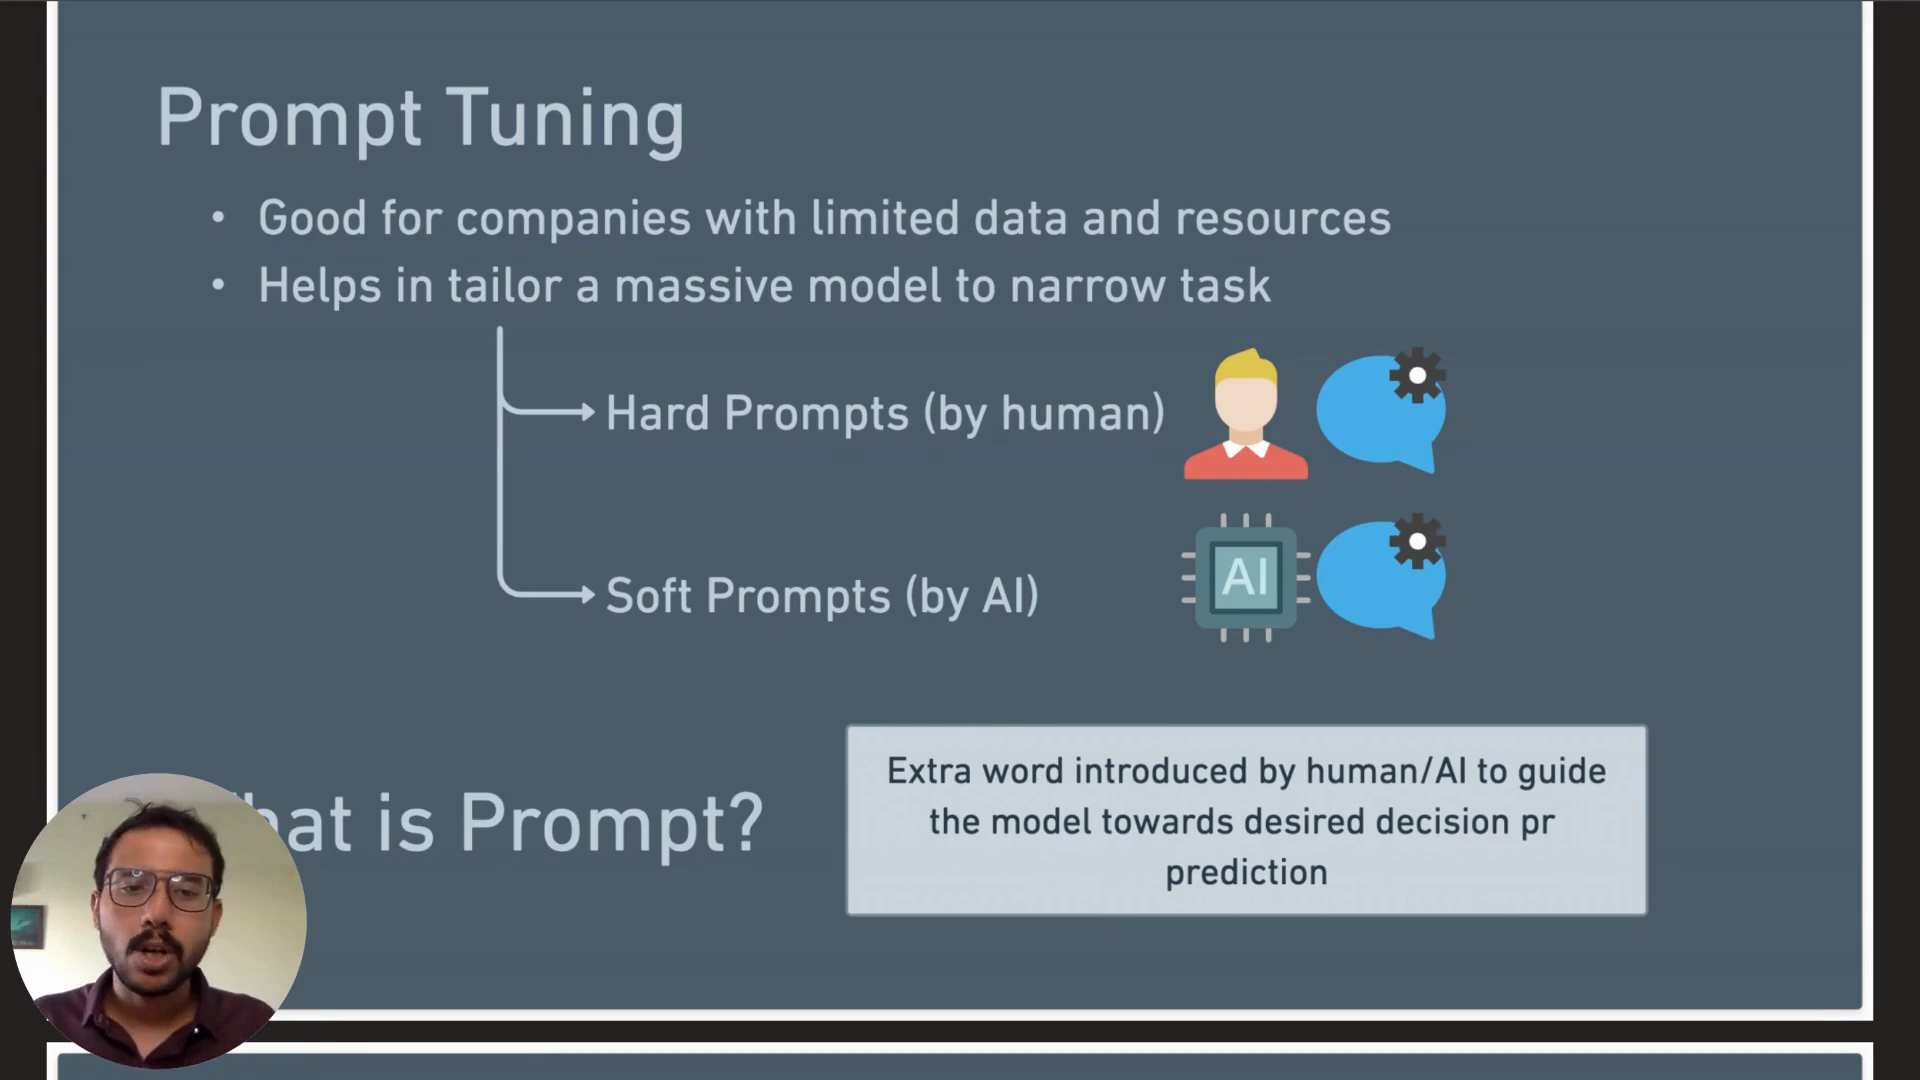 Prompt Tuning
• Good for companies with limited data and resources
• Helps in tailor a massive model to narrow task
Hard Prompts (by human)
AI
Soft Prompts (by AI)
hat is Prompt?
Extra word introduced by human/AI to guide
the model towards desired decision pr
prediction